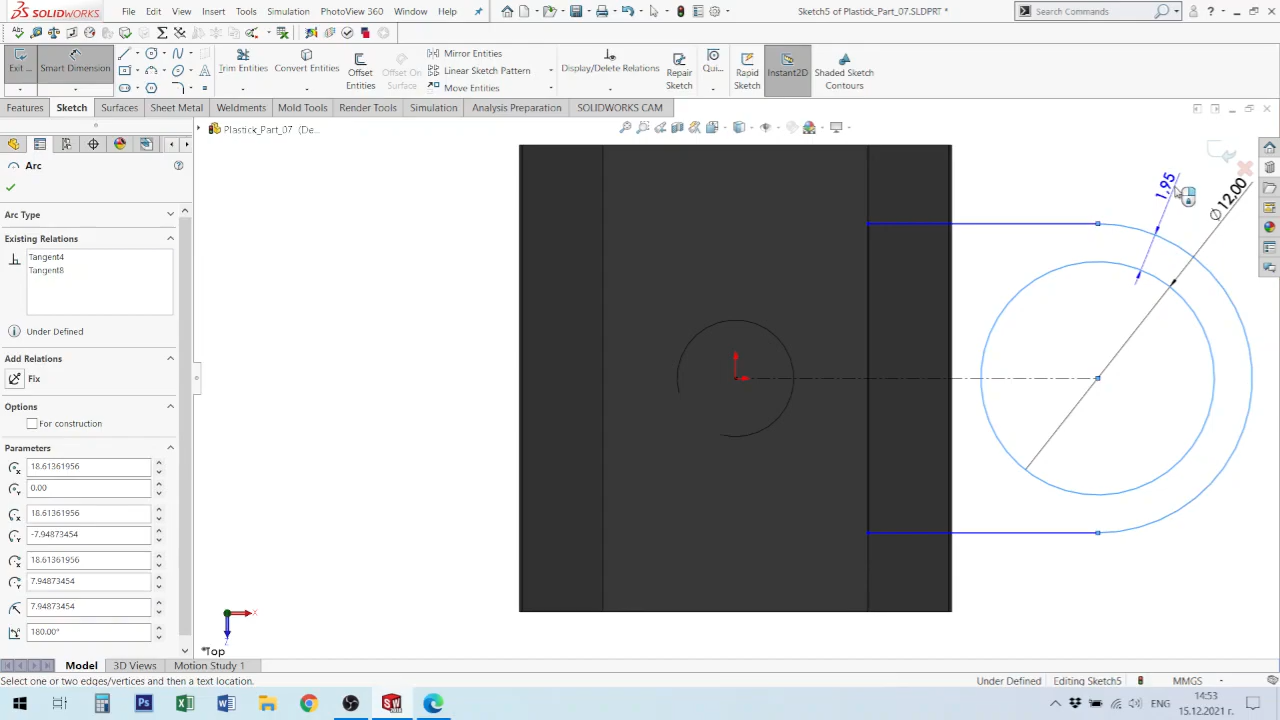 SOLIDWORKS File Edit View Insert Tools Simulation PhotoView 360 Window Help Sketch5 of Plastick_Part_07.SLDPRT * Search Commands
Exit ... Smart Dimension Trim Entities Convert Entities Offset Entities Offset On Surface Mirror Entities Linear Sketch Pattern Move Entities Display/Delete Relations Repair Sketch Qui... Rapid Sketch Instant2D Shaded Sketch Contours
Features Sketch Surfaces Sheet Metal Weldments Mold Tools Render Tools Simulation Analysis Preparation SOLIDWORKS CAM
Plastick_Part_07 (De...
Arc
Arc Type
Existing Relations
Tangent4
Tangent8
Under Defined
Add Relations
Fix
Options
For construction
Parameters
18.61361956
0.00
18.61361956
-7.94873454
18.61361956
7.94873454
7.94873454
180.00°
1.95
∅ 12.00
X
*Top
Model 3D Views Motion Study 1
Select one or two edges/vertices and then a text location. Under Defined Editing Sketch5 MMGS
ENG 14:53
15.12.2021 г.